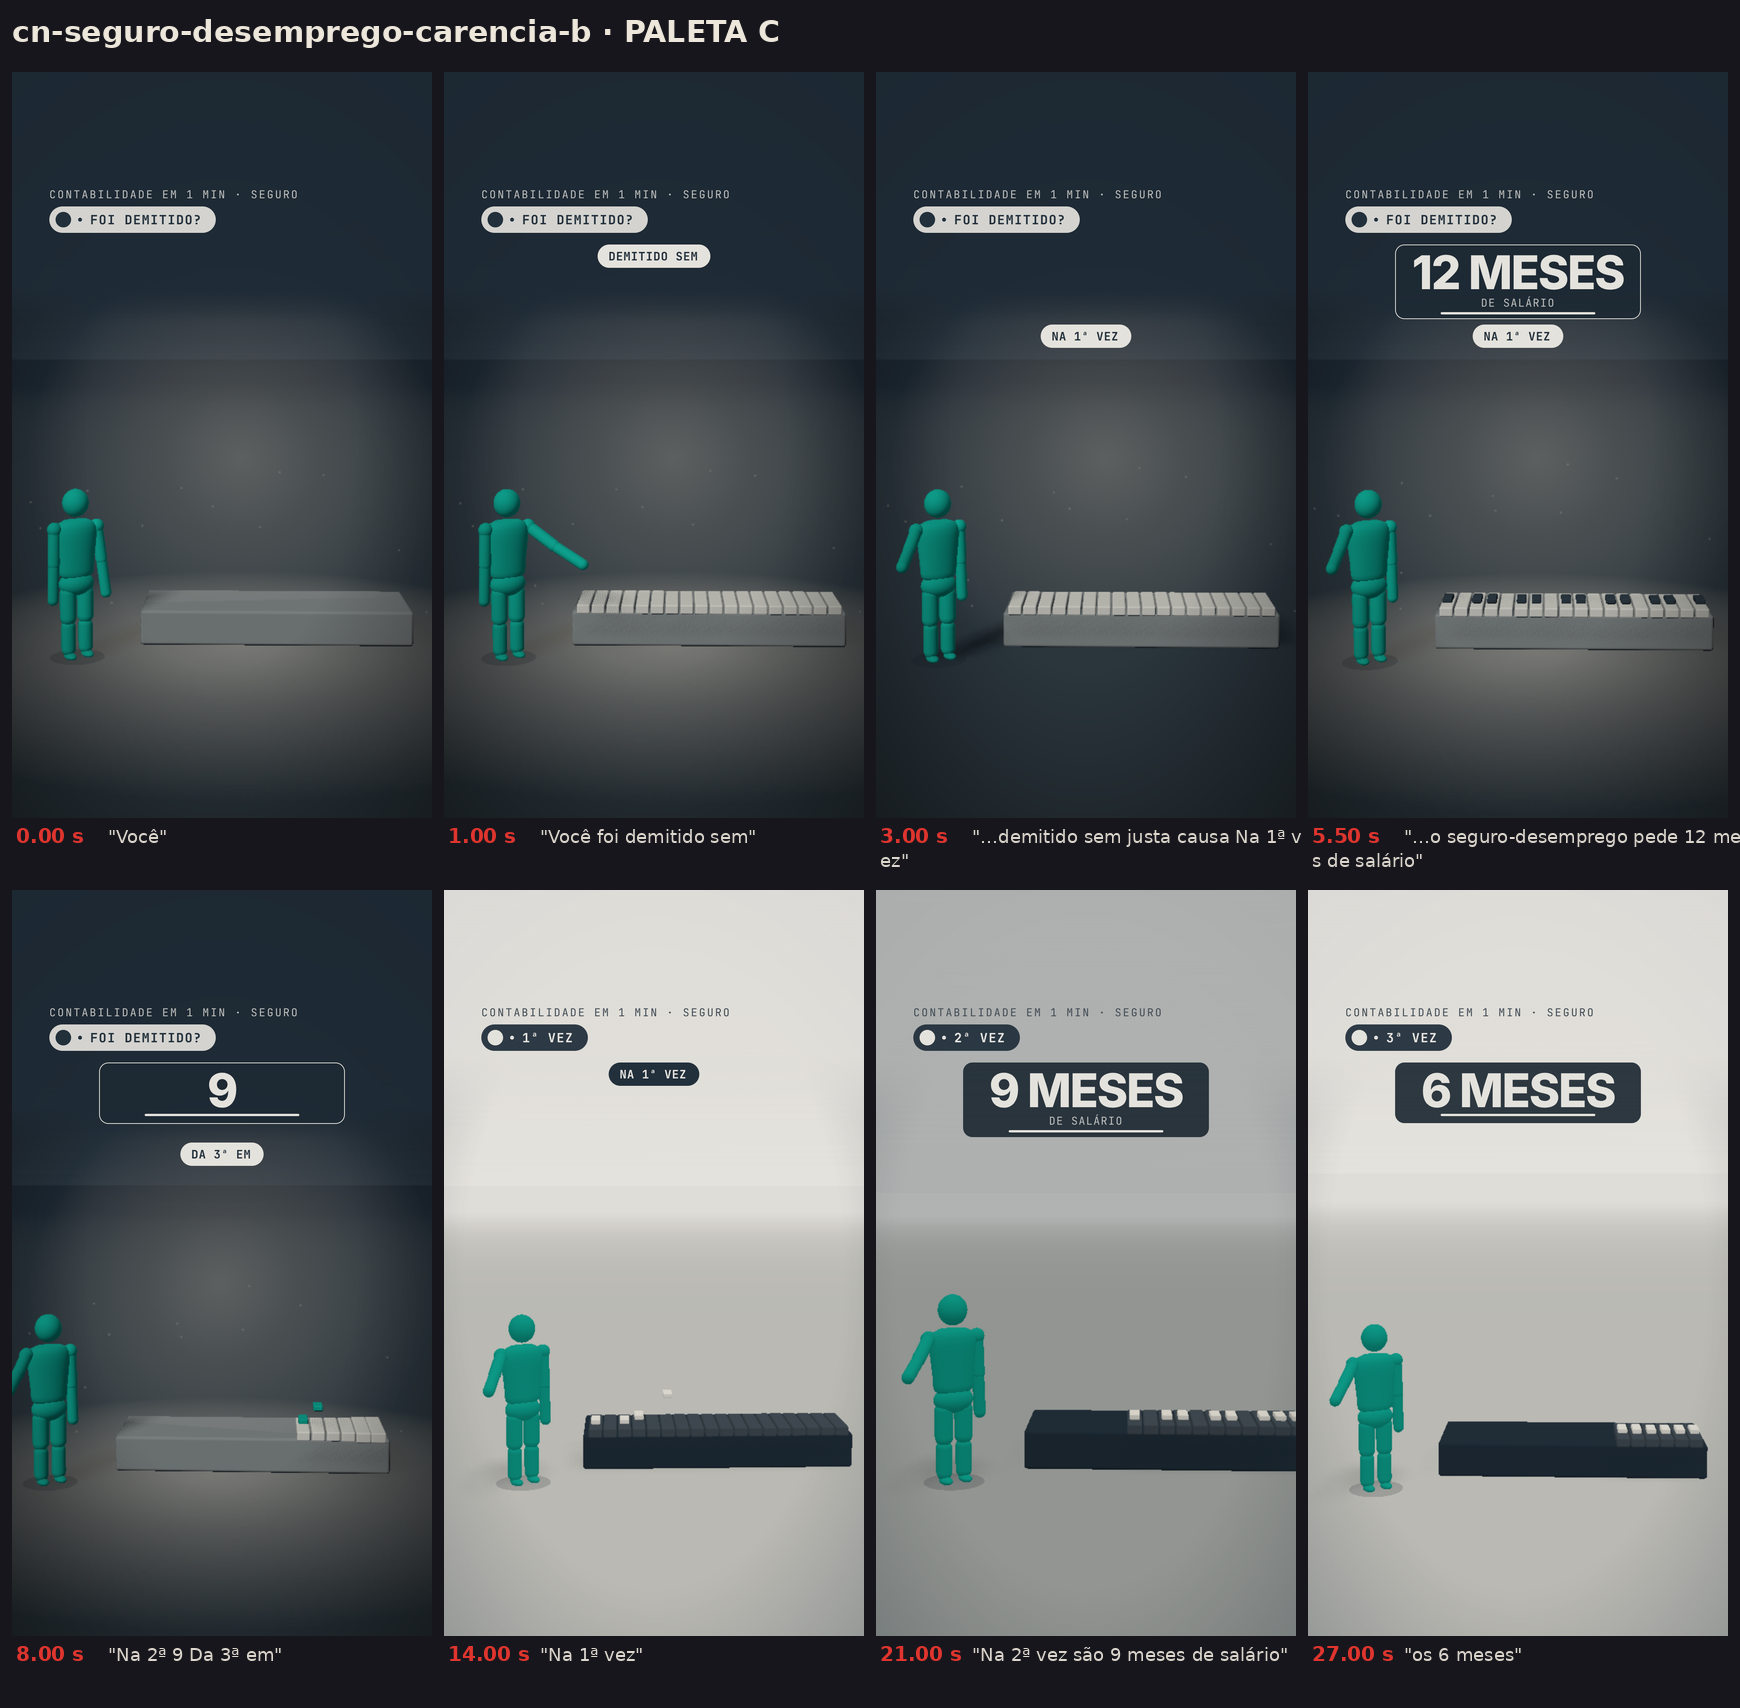 cn-seguro-desemprego-carencia-b · PALETA C
CONTABILIDADE EM 1 MIN · SEGURO
• FOI DEMITIDO?
0.00 s "Você"
CONTABILIDADE EM 1 MIN · SEGURO
• FOI DEMITIDO?
DEMITIDO SEM
1.00 s "Você foi demitido sem"
CONTABILIDADE EM 1 MIN · SEGURO
• FOI DEMITIDO?
NA 1ª VEZ
3.00 s "...demitido sem justa causa Na 1ª v
ez"
CONTABILIDADE EM 1 MIN · SEGURO
• FOI DEMITIDO?
12 MESES
DE SALÁRIO
NA 1ª VEZ
5.50 s "...o seguro-desemprego pede 12 me
s de salário"
CONTABILIDADE EM 1 MIN · SEGURO
• FOI DEMITIDO?
9
DA 3ª EM
8.00 s "Na 2ª 9 Da 3ª em"
CONTABILIDADE EM 1 MIN · SEGURO
• 1ª VEZ
NA 1ª VEZ
14.00 s "Na 1ª vez"
CONTABILIDADE EM 1 MIN · SEGURO
• 2ª VEZ
9 MESES
DE SALÁRIO
21.00 s "Na 2ª vez são 9 meses de salário"
CONTABILIDADE EM 1 MIN · SEGURO
• 3ª VEZ
6 MESES
27.00 s "os 6 meses"